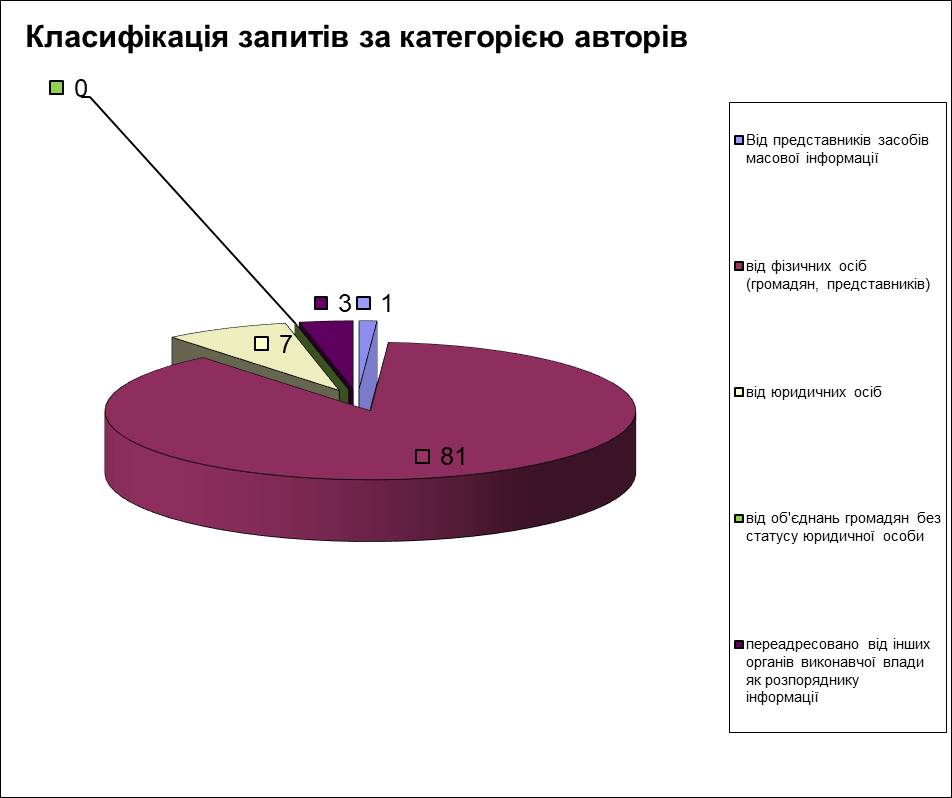 Класифікація запитів за категорією авторів
0
3 1
7
81
Від представників засобів
масової інформації
від фізичних осіб
(громадян, представників)
від юридичних осіб
від об'єднань громадян без
статусу юридичної особи
переадресовано від інших
органів виконавчої влади
як розпоряднику
інформації